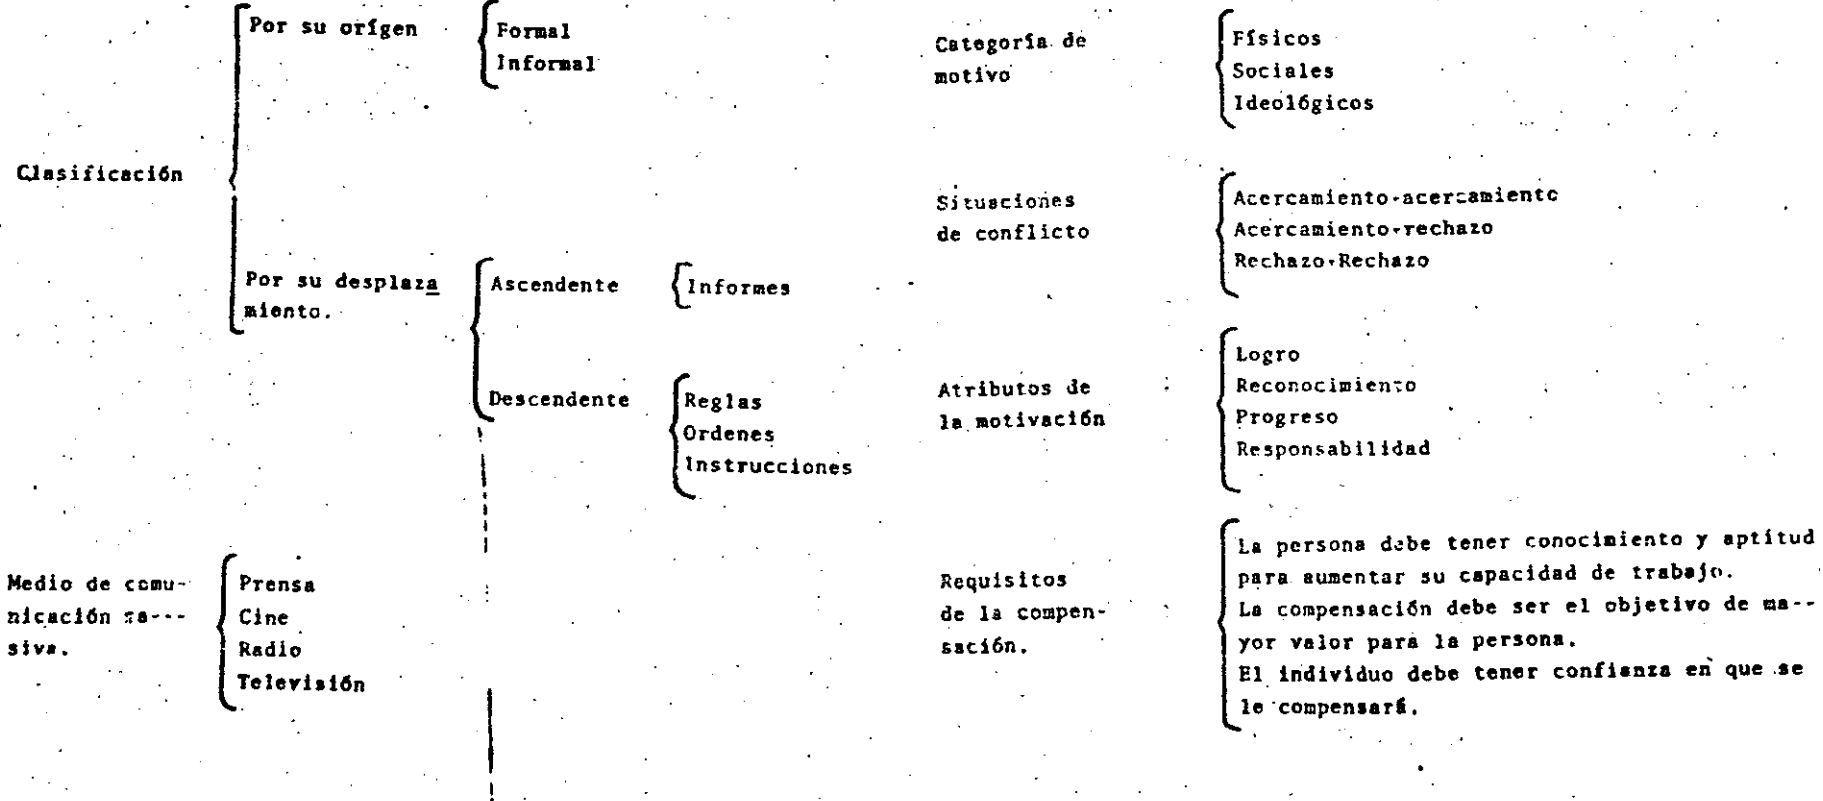 Clasificación
Por su orígen
Formal
Informal
Por su desplaza
miento.
Ascendente
Informes
Descendente
Reglas
Ordenes
Instrucciones
Medio de comu-
nicación ma---
siva.
Prensa
Cine
Radio
Televisión
Categoría de
motivo
Físicos
Sociales
Ideológicos
Situaciones
de conflicto
Acercamiento-acercamiento
Acercamiento-rechazo
Rechazo-Rechazo
Atributos de
la motivación
Logro
Reconocimiento
Progreso
Responsabilidad
Requisitos
de la compen-
sación.
La persona debe tener conocimiento y aptitud
para aumentar su capacidad de trabajo.
La compensación debe ser el objetivo de ma--
yor valor para la persona.
El individuo debe tener confianza en que se
le compensará.